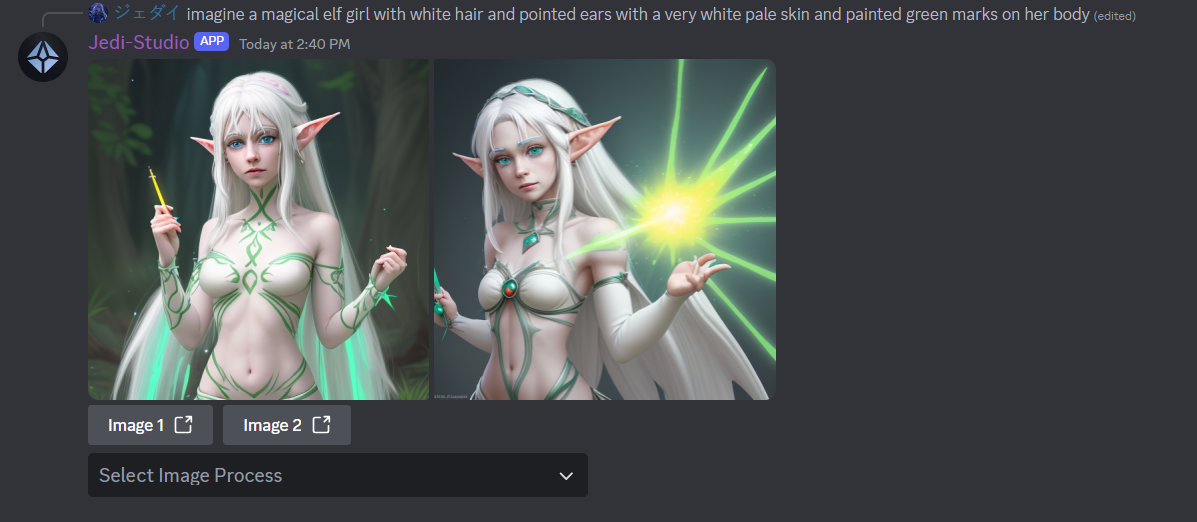 ジェダイ imagine a magical elf girl with white hair and pointed ears with a very white pale skin and painted green marks on her body (edited)
Jedi-Studio APP Today at 2:40 PM
Image 1 Image 2
Select Image Process